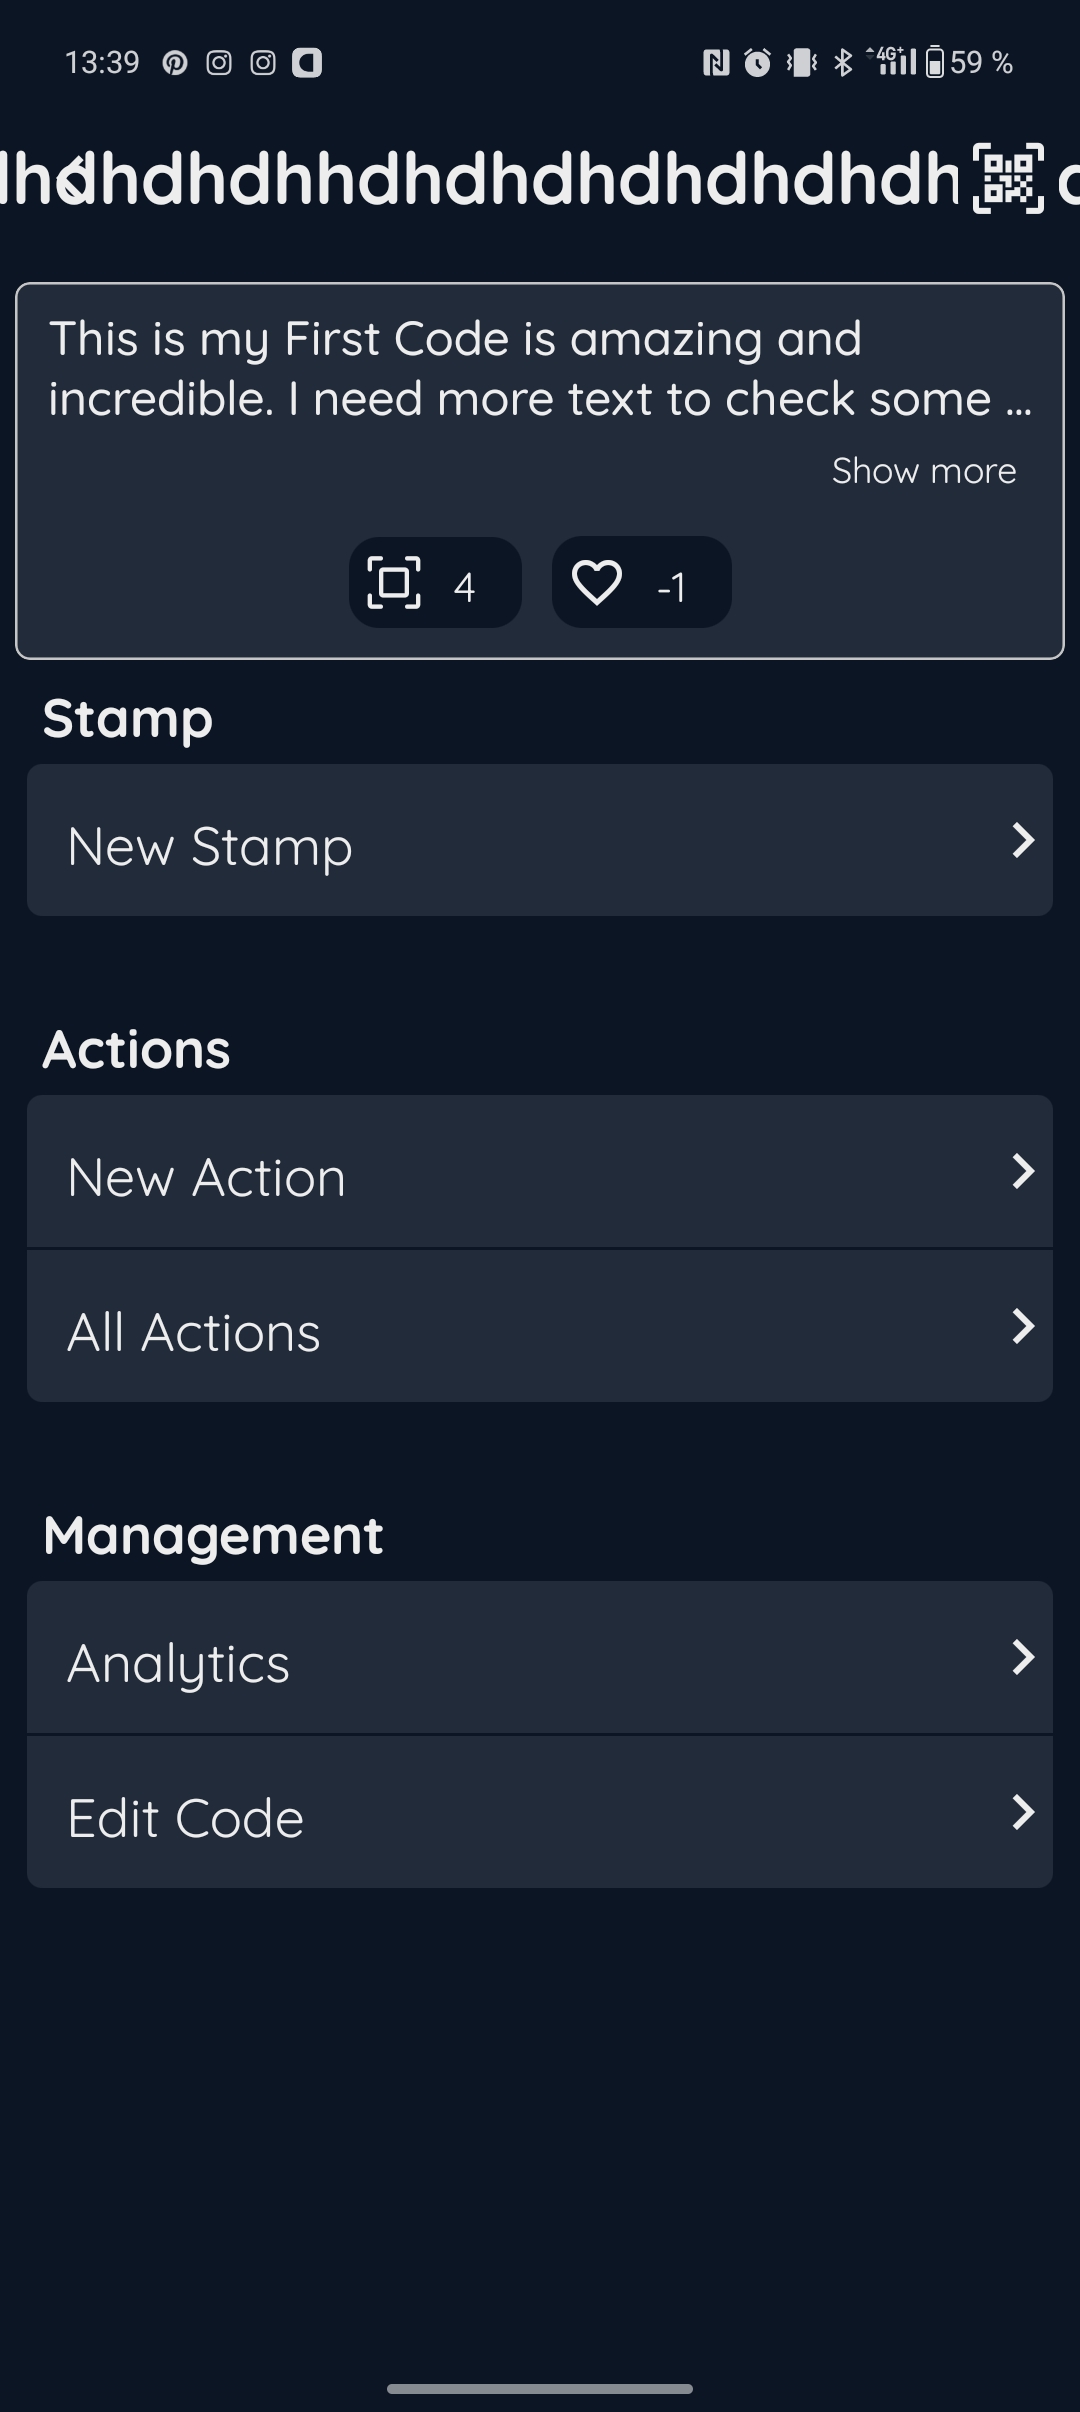 13:39 4G+ 59 %
This is my First Code is amazing and
incredible. I need more text to check some ...
Show more
4 -1
Stamp
New Stamp
Actions
New Action
All Actions
Management
Analytics
Edit Code